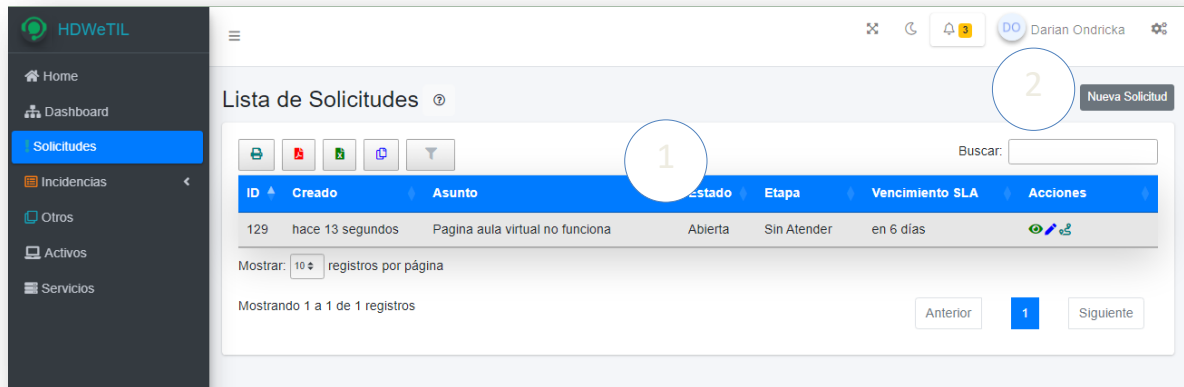 HDWeTIL
3
DO Darian Ondricka
Home
Dashboard
Solicitudes
Incidencias
Otros
Activos
Servicios
Lista de Solicitudes
2
Nueva Solicitud
1
Buscar:
ID Creado Asunto Estado Etapa Vencimiento SLA Acciones
129 hace 13 segundos Pagina aula virtual no funciona Abierta Sin Atender en 6 días
Mostrar: 10 registros por página
Mostrando 1 a 1 de 1 registros
Anterior 1 Siguiente